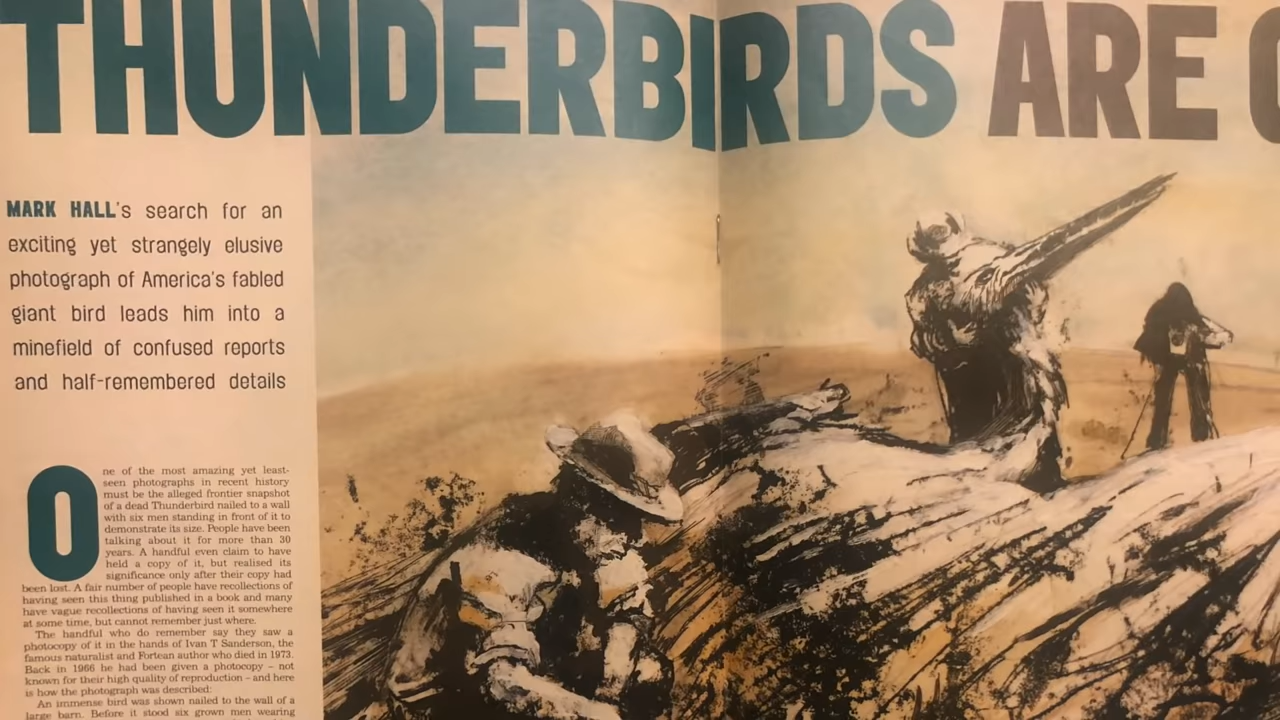 THUNDERBIRDS ARE
MARK HALL's search for an
exciting yet strangely elusive
photograph of America's fabled
giant bird leads him into a
minefield of confused reports
and half-remembered details
One of the most amazing yet least-
seen photographs in recent history
must be the alleged frontier snapshot
of a dead Thunderbird nailed to a wall
with six men standing in front of it to
demonstrate its size. People have been
talking about it for more than 30
years. A handful even claim to have
held a copy of it, but realised its
significance only after their copy had
been lost. A fair number of people have recollections of
having seen this thing published in a book and many
have vague recollections of having seen it somewhere
at some time, but cannot remember just where.
The handful who do remember say they saw a
photocopy of it in the hands of Ivan T Sanderson, the
famous naturalist and Fortean author who died in 1973.
Back in 1966 he had been given a photocopy – not
known for their high quality of reproduction – and here
is how the photograph was described:
An immense bird was shown nailed to the wall of a
large barn. Before it stood six grown men wearing